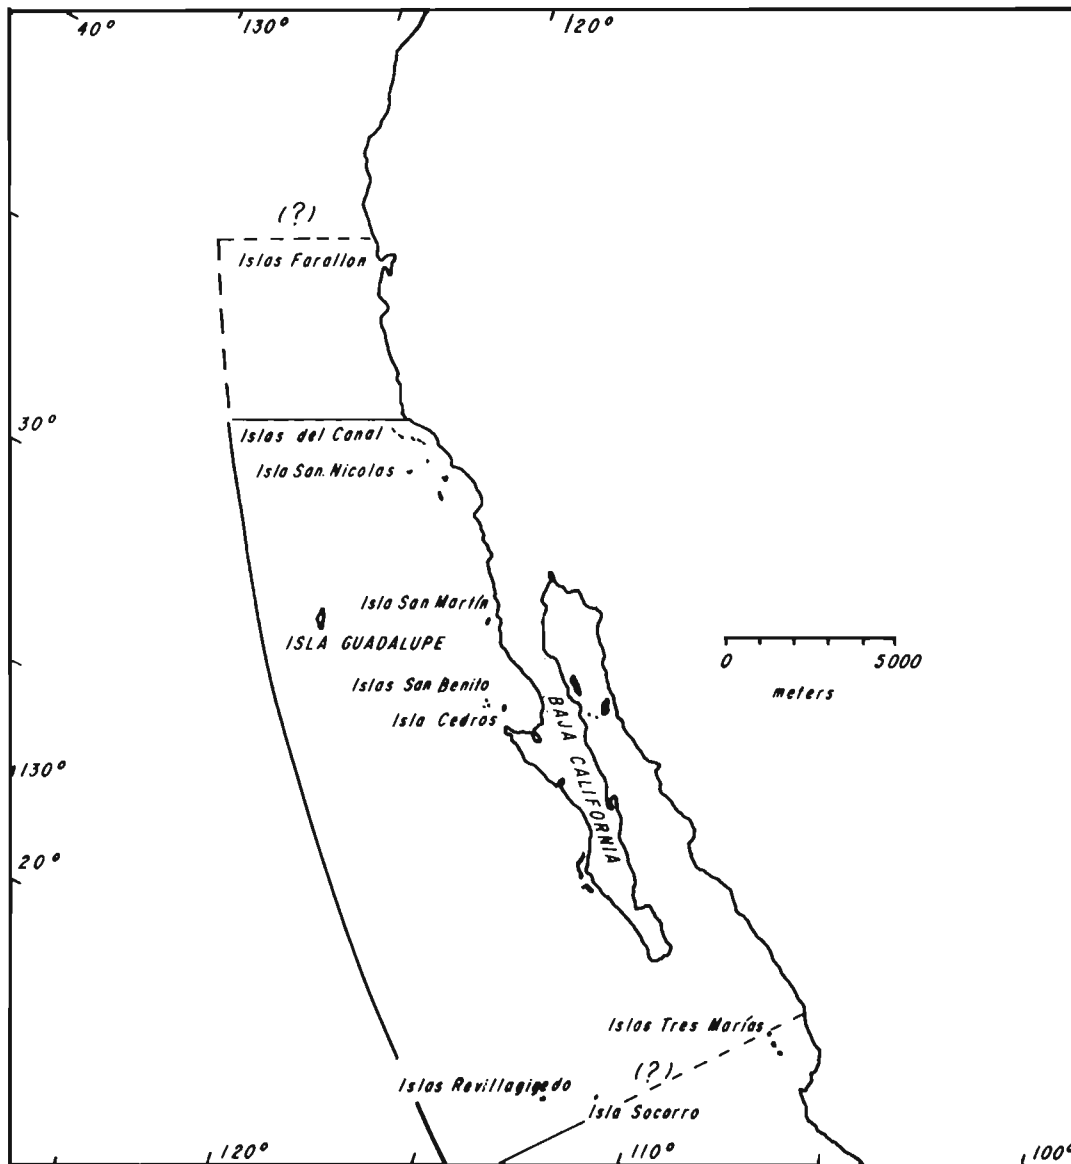 40° 130° 120°
(?)
Islas Farallon
30°
Islas del Canal
Isla San. Nicolas
Isla San Martín
ISLA GUADALUPE
0 5000
meters
Islas San Benito
Isla Cedros
BAJA CALIFORNIA
130°
20°
Islas Tres Marías
(?)
Islas Revillagigedo
Isla Socorro
120° 110° 100°